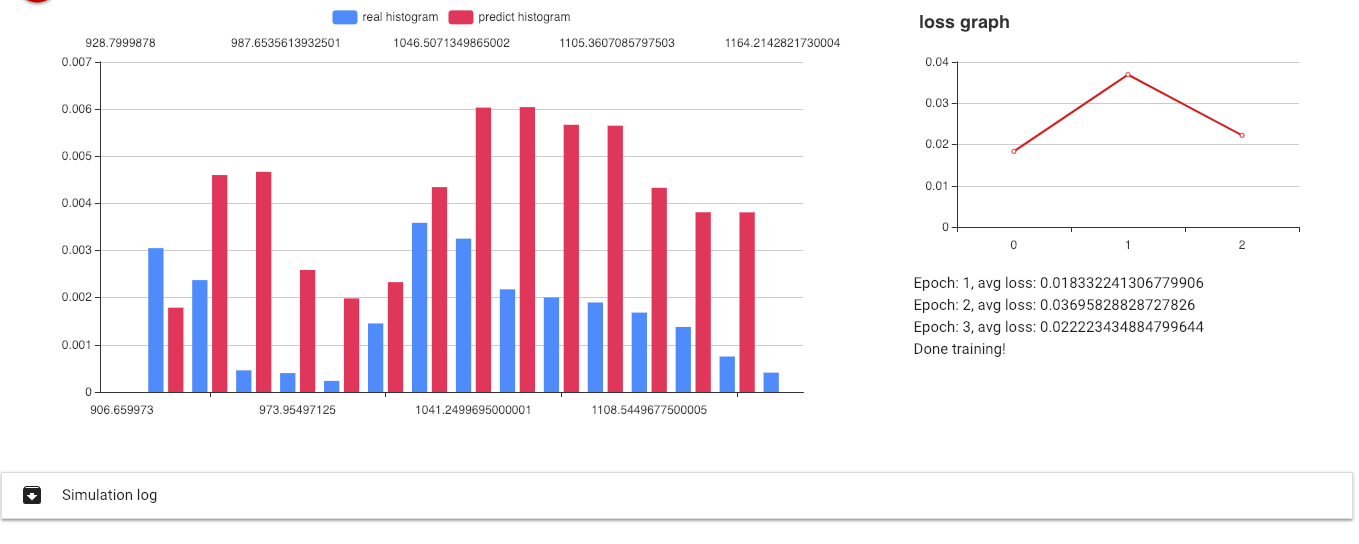 real histogram predict histogram
928.7999878 987.6535613932501 1046.5071349865002 1105.3607085797503 1164.2142821730004
0.007
0.006
0.005
0.004
0.003
0.002
0.001
0
906.659973 973.95497125 1041.2499695000001 1108.5449677500005
loss graph
0.04
0.03
0.02
0.01
0
0 1 2
Epoch: 1, avg loss: 0.018332241306779906
Epoch: 2, avg loss: 0.03695828828727826
Epoch: 3, avg loss: 0.022223434884799644
Done training!
Simulation log